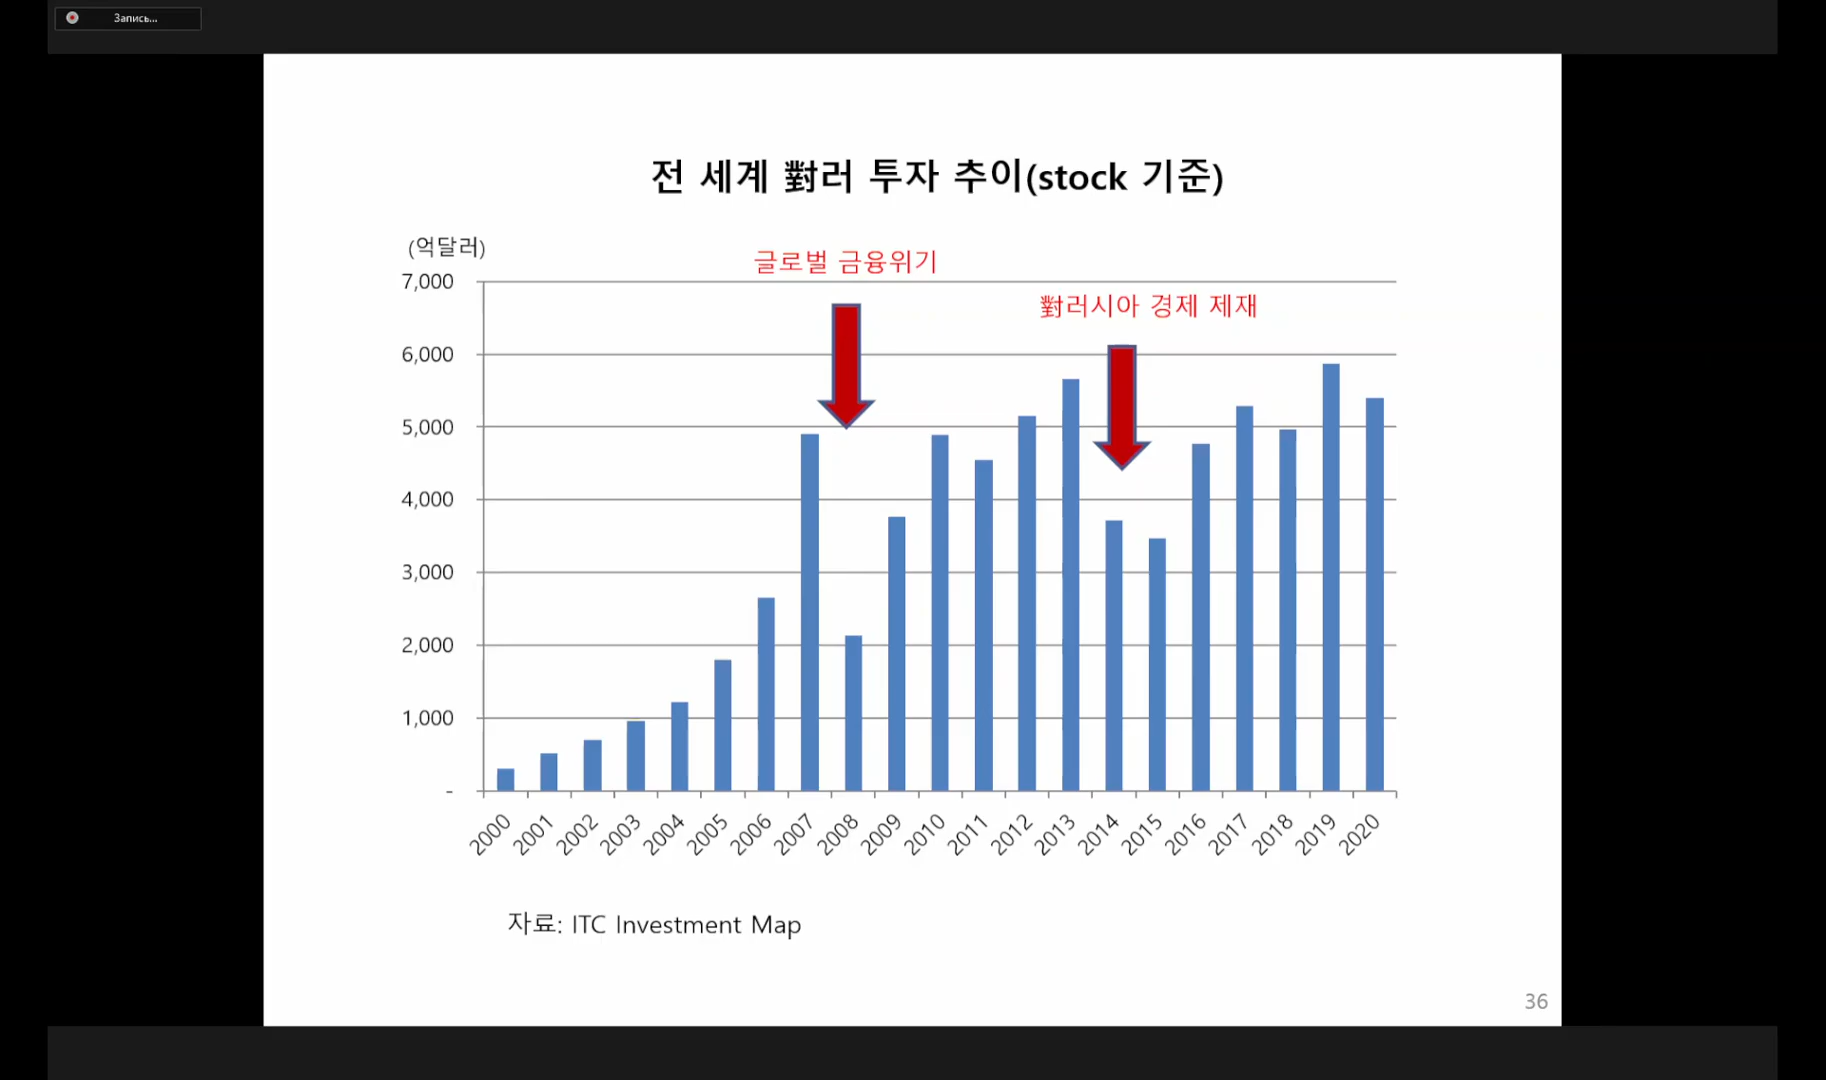 Запись...
전 세계 對러 투자 추이(stock 기준)
(억달러)
글로벌 금융위기
對러시아 경제 제재
7,000
6,000
5,000
4,000
3,000
2,000
1,000
-
2000 2001 2002 2003 2004 2005 2006 2007 2008 2009 2010 2011 2012 2013 2014 2015 2016 2017 2018 2019 2020
자료: ITC Investment Map
36